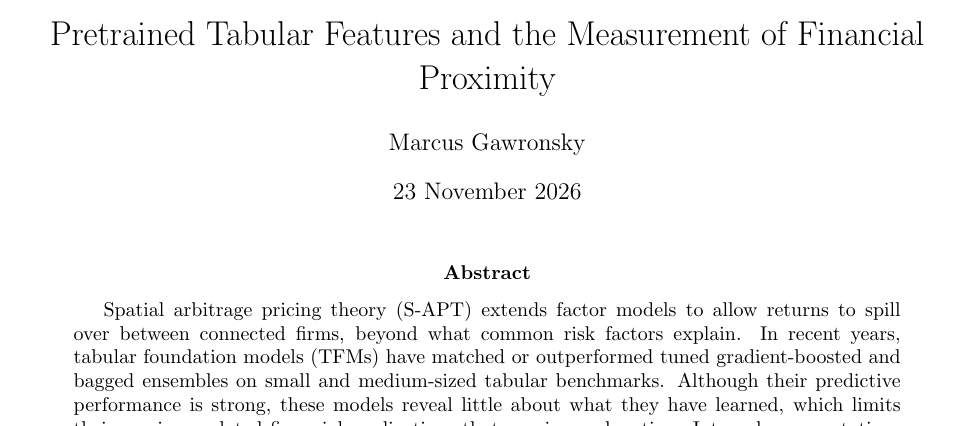 Pretrained Tabular Features and the Measurement of Financial
Proximity
Marcus Gawronsky
23 November 2026
Abstract
Spatial arbitrage pricing theory (S-APT) extends factor models to allow returns to spill
over between connected firms, beyond what common risk factors explain. In recent years,
tabular foundation models (TFMs) have matched or outperformed tuned gradient-boosted and
bagged ensembles on small and medium-sized tabular benchmarks. Although their predictive
performance is strong, these models reveal little about what they have learned, which limits